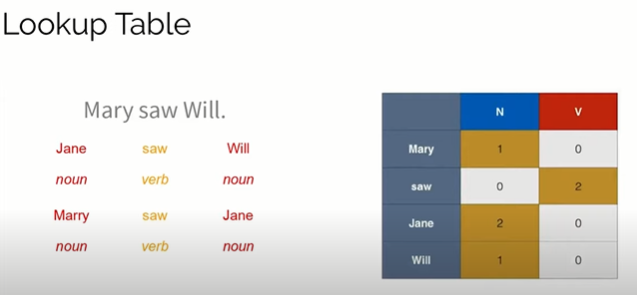 Lookup Table
Mary saw Will.
Jane saw Will
noun verb noun
Marry saw Jane
noun verb noun
N V
Mary 1 0
saw 0 2
Jane 2 0
Will 1 0